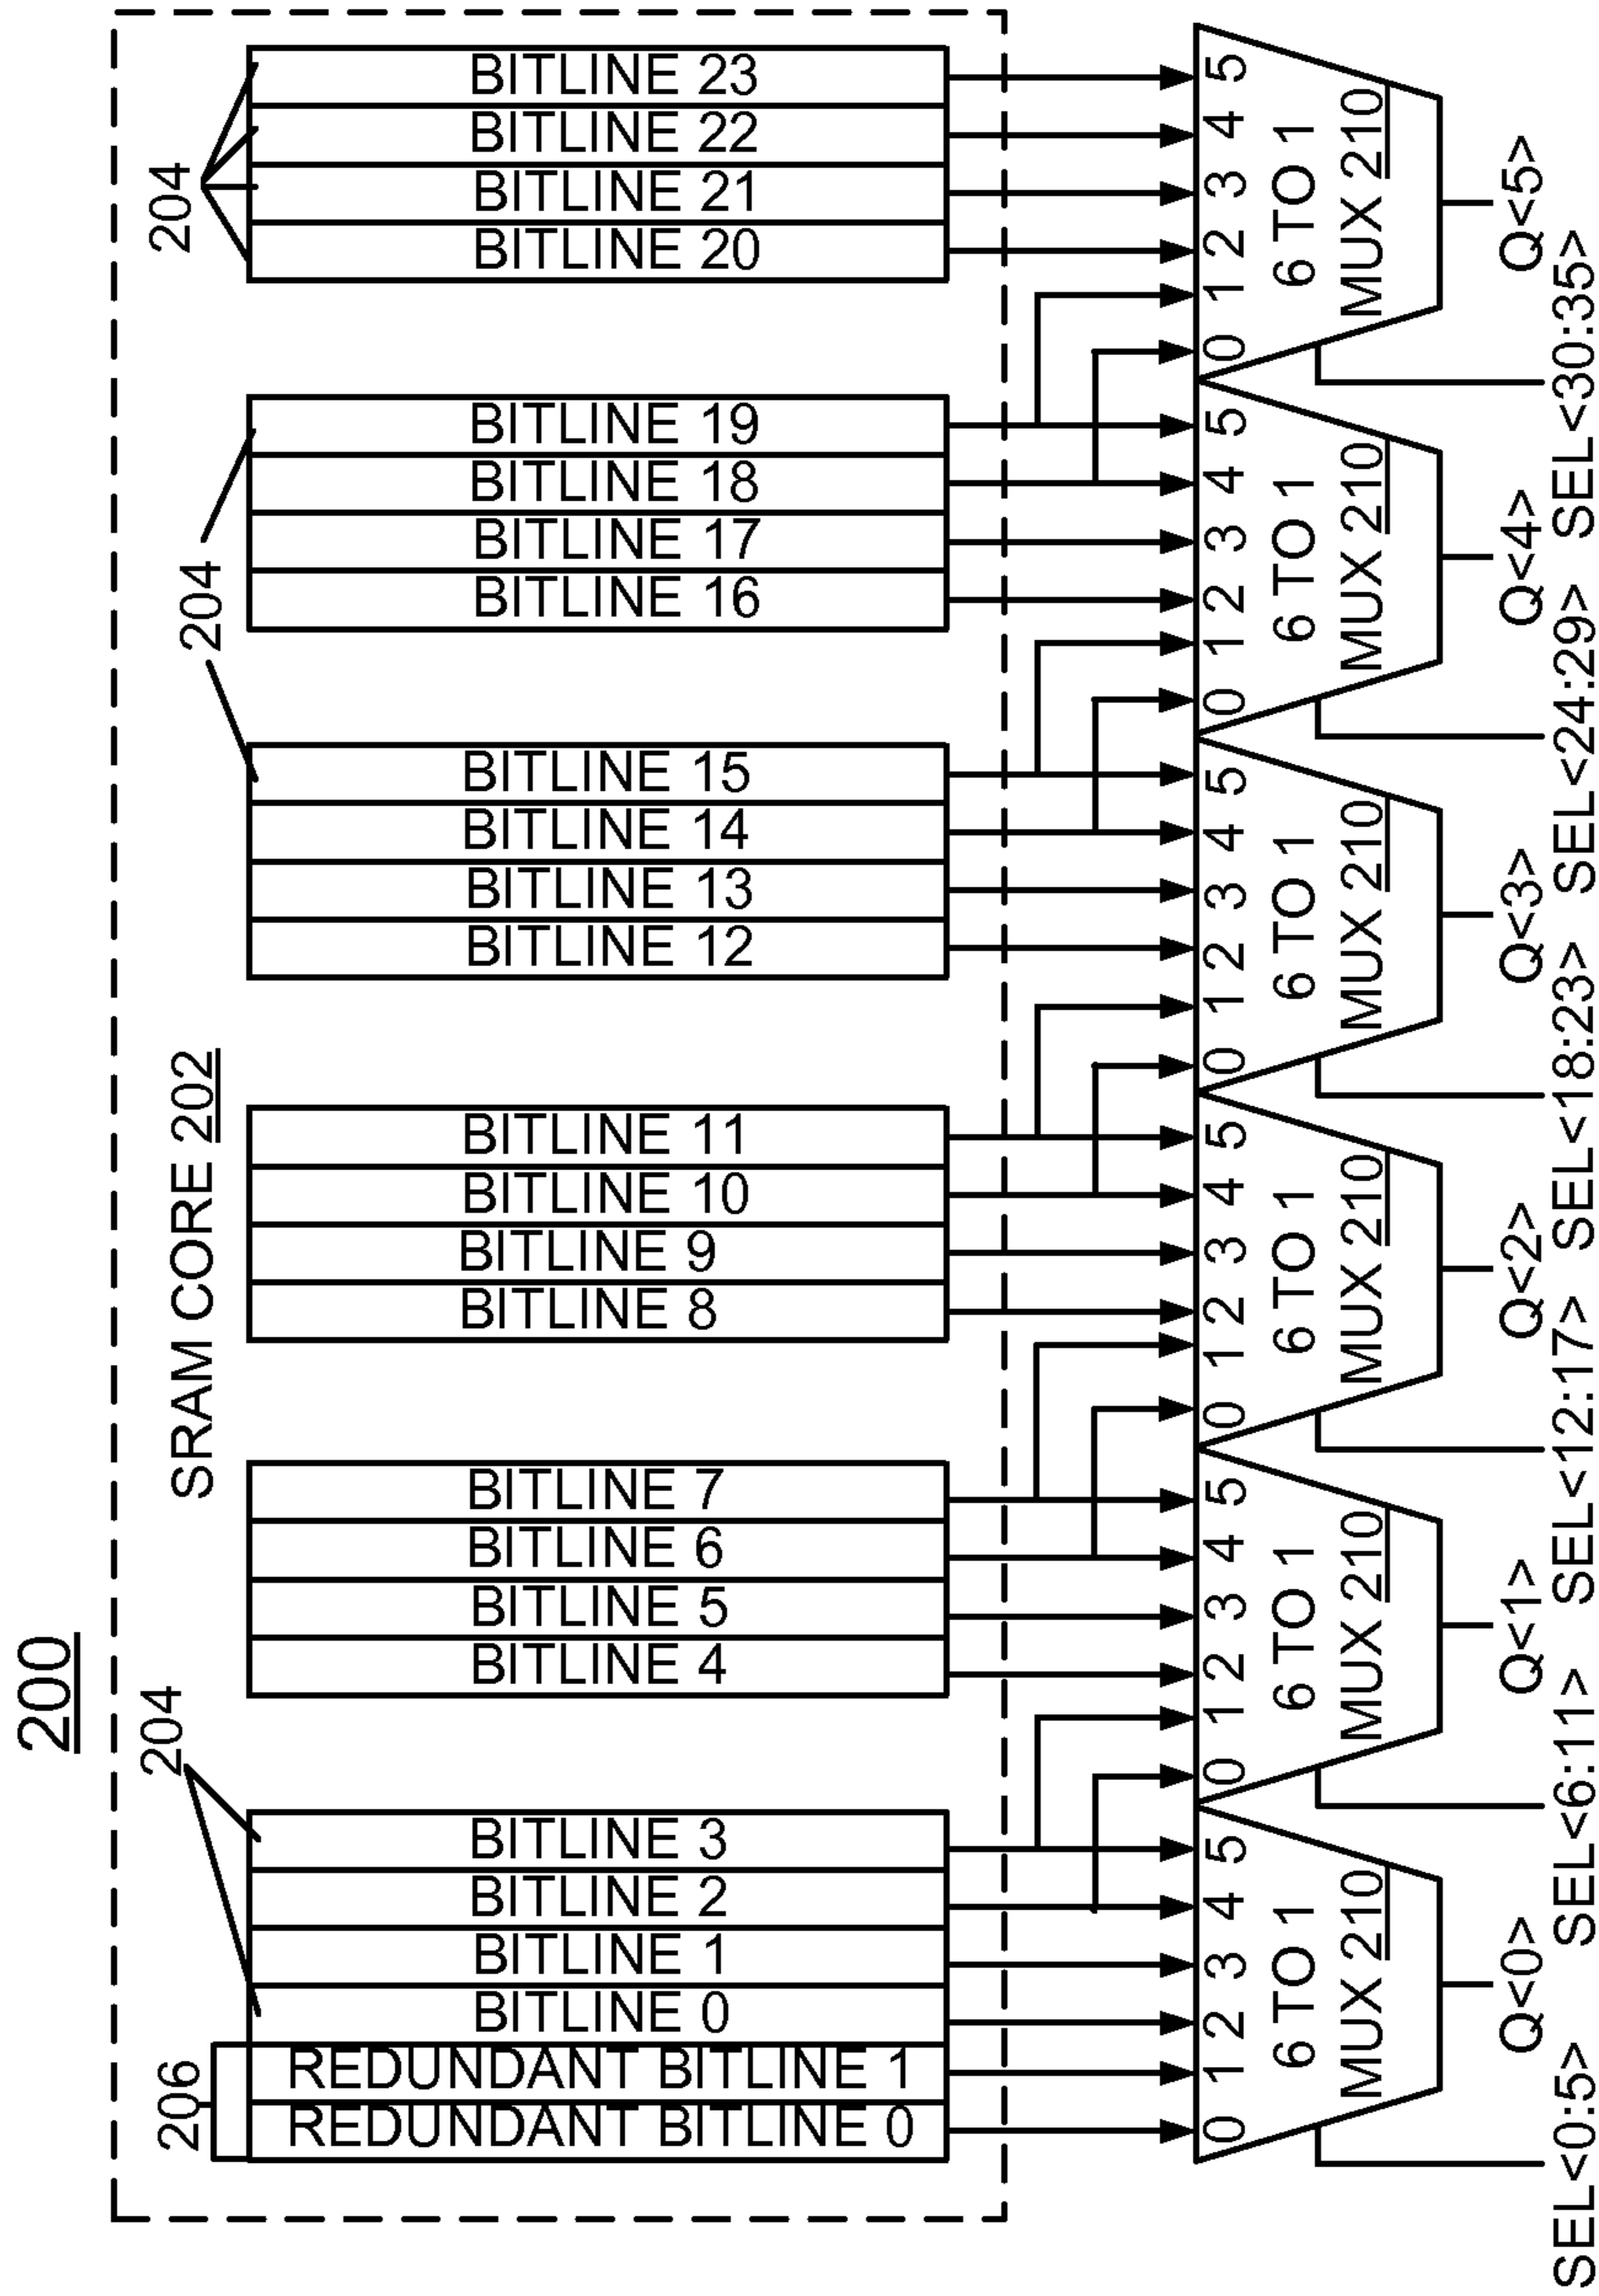 200
206
204
SRAM CORE 202
204
204
REDUNDANT BITLINE 0
REDUNDANT BITLINE 1
BITLINE 0
BITLINE 1
BITLINE 2
BITLINE 3
BITLINE 4
BITLINE 5
BITLINE 6
BITLINE 7
BITLINE 8
BITLINE 9
BITLINE 10
BITLINE 11
BITLINE 12
BITLINE 13
BITLINE 14
BITLINE 15
BITLINE 16
BITLINE 17
BITLINE 18
BITLINE 19
BITLINE 20
BITLINE 21
BITLINE 22
BITLINE 23
0 1 2 3 4 5
6 TO 1
MUX 210
0 1 2 3 4 5
6 TO 1
MUX 210
0 1 2 3 4 5
6 TO 1
MUX 210
0 1 2 3 4 5
6 TO 1
MUX 210
0 1 2 3 4 5
6 TO 1
MUX 210
0 1 2 3 4 5
6 TO 1
MUX 210
Q<0>
Q<1>
Q<2>
Q<3>
Q<4>
Q<5>
SEL<0:5>
SEL<6:11>
SEL<12:17>
SEL<18:23>
SEL<24:29>
SEL<30:35>